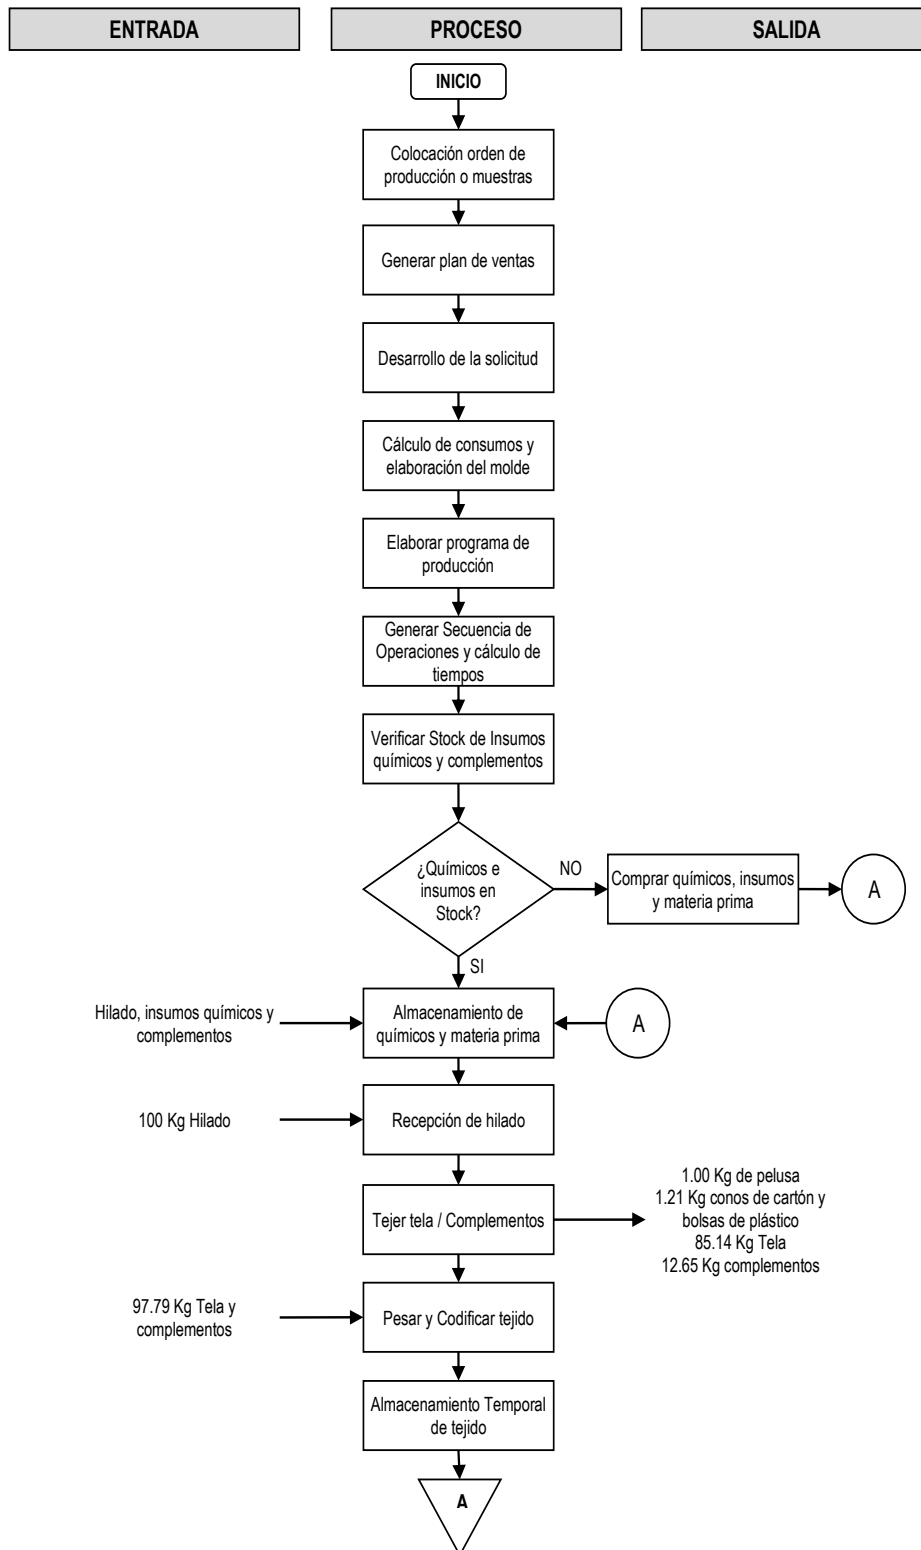 ENTRADA
PROCESO
SALIDA
INICIO
Colocación orden de
producción o muestras
Generar plan de ventas
Desarrollo de la solicitud
Cálculo de consumos y
elaboración del molde
Elaborar programa de
producción
Generar Secuencia de
Operaciones y cálculo de
tiempos
Verificar Stock de Insumos
químicos y complementos
¿Químicos e
insumos en
Stock?
NO
Comprar químicos, insumos
y materia prima
A
SI
Hilado, insumos químicos y
complementos
Almacenamiento de
químicos y materia prima
A
100 Kg Hilado
Recepción de hilado
Tejer tela / Complementos
1.00 Kg de pelusa
1.21 Kg conos de cartón y
bolsas de plástico
85.14 Kg Tela
12.65 Kg complementos
97.79 Kg Tela y
complementos
Pesar y Codificar tejido
Almacenamiento Temporal
de tejido
A